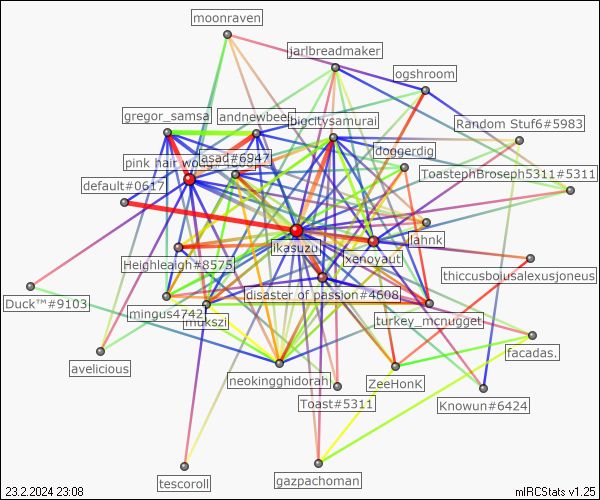 moonraven
jarlbreadmaker
ogshroom
gregor_samsa
andnewbeer
bigcitysamurai
Random Stuf6#5983
doggerdig
pink hair
asad#6947
ToastephBroseph5311#5311
default#0617
lahnk
ikasuzu
xenoyaut
Heighleaigh#8575
thiccusboiusalexusjoneus
disaster of passion#4608
Duck™#9103
mingus4742
mukszi
turkey_mcnugget
facadas.
avelicious
neokingghidorah
ZeeHonK
Toast#5311
Knowun#6424
tescoroll
gazpachoman
23.2.2024 23:08
mIRCStats v1.25